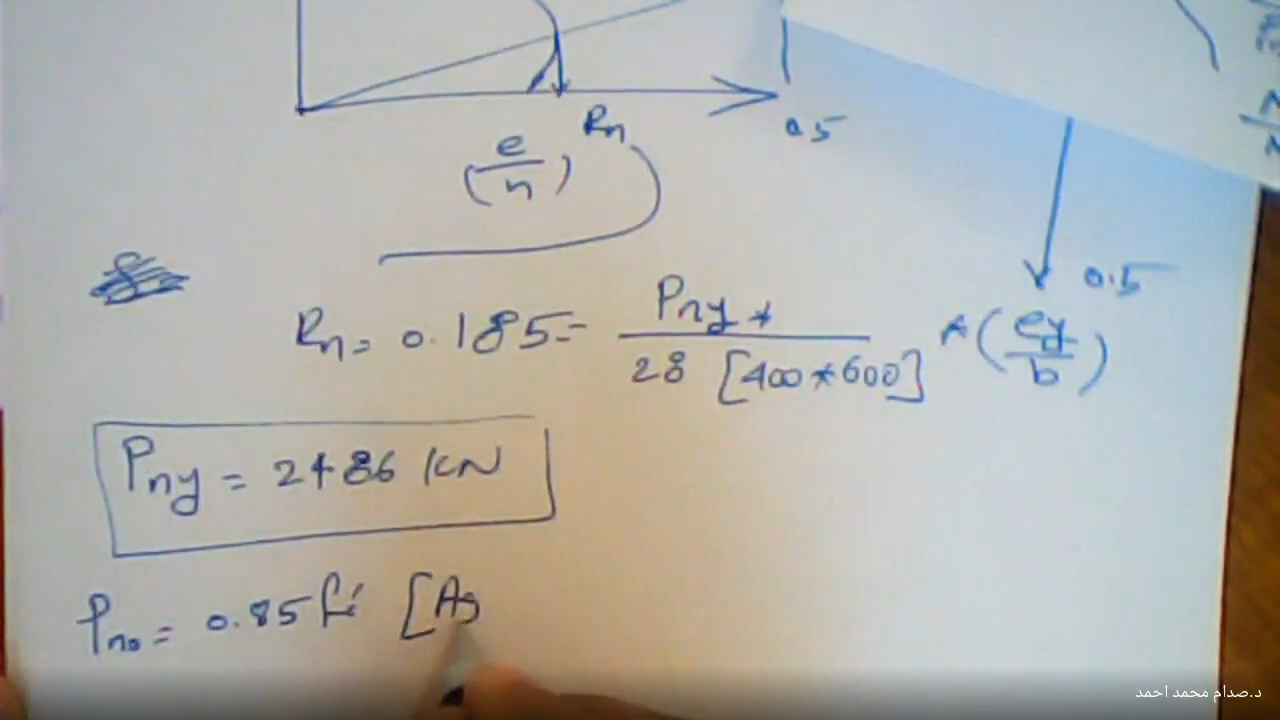 Rn
0.5
(e/n)
0.5
Rn = 0.185 = Pny * / 28 [400*600] * (ey/b)
Pny = 2486 KN
Pno = 0.85 fc' [Ag
د.صدام محمد احمد